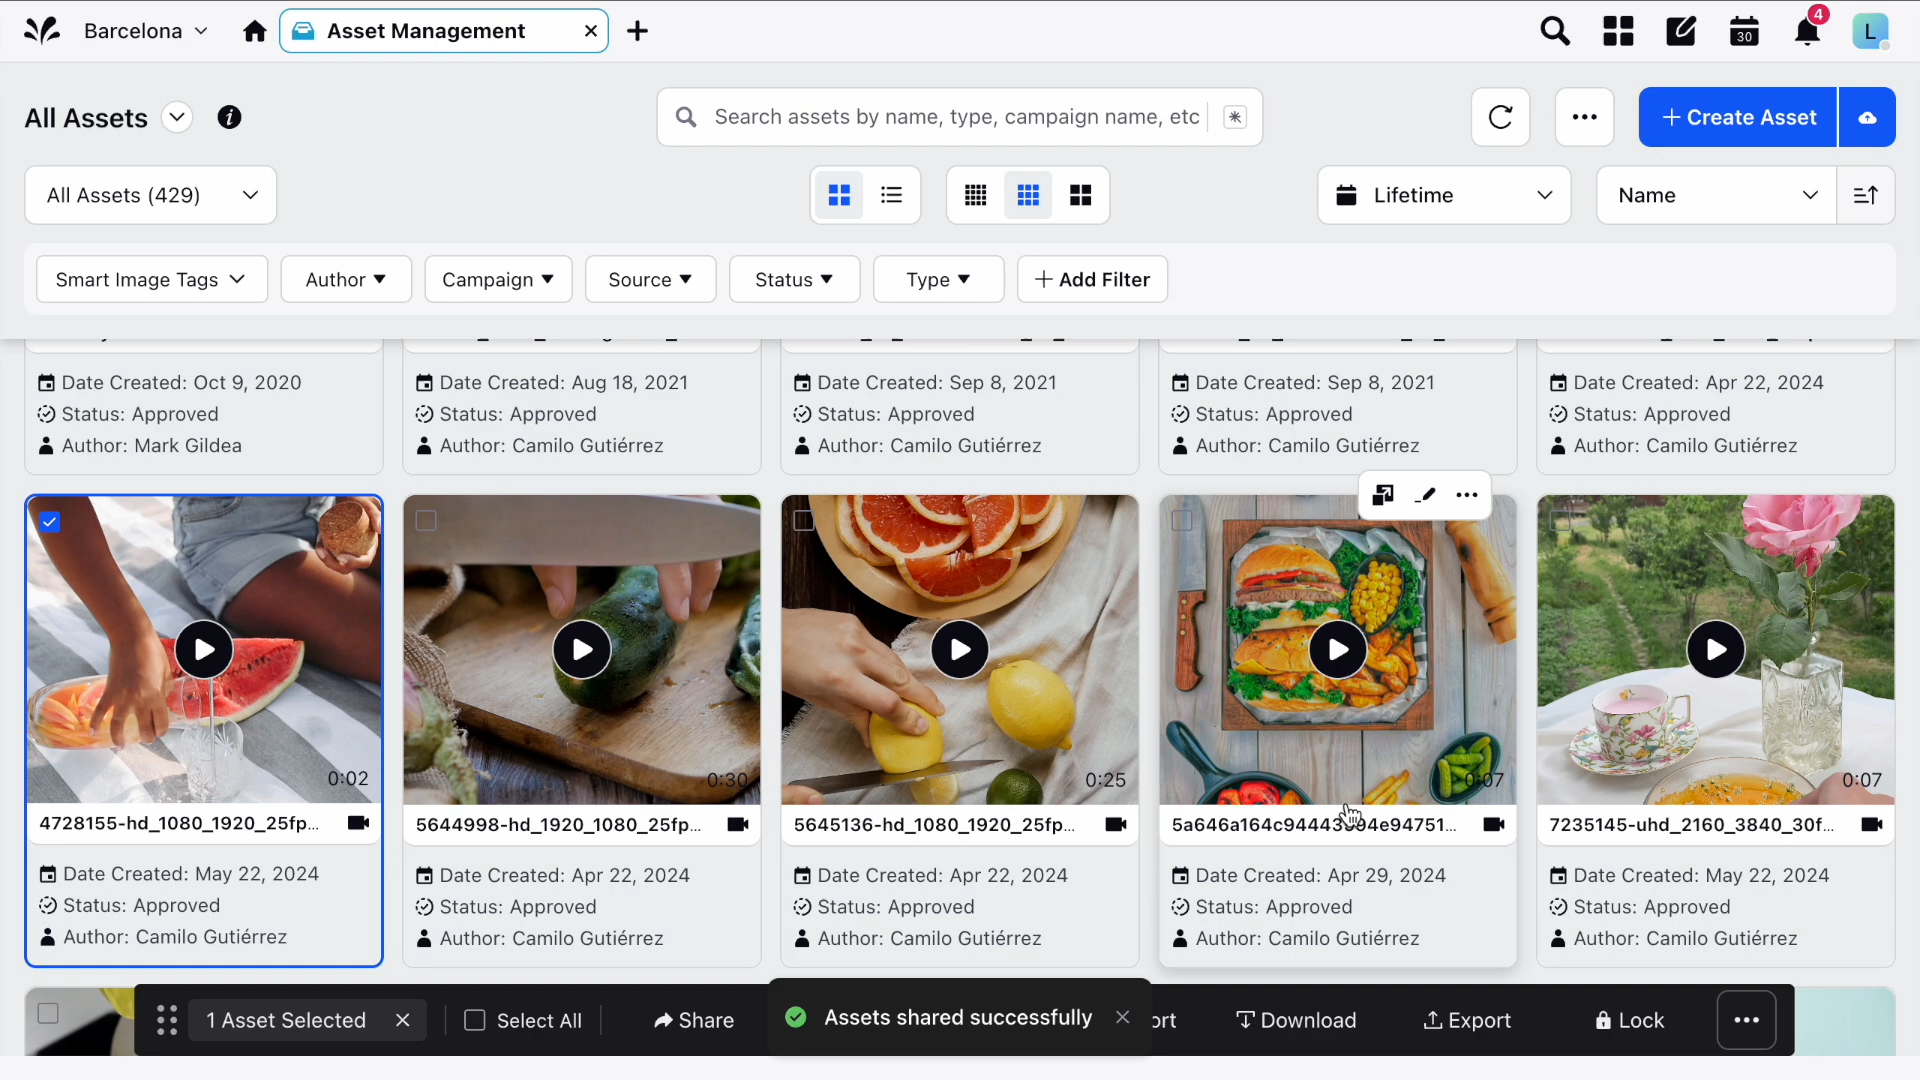 Barcelona
Asset Management
30
4
L
All Assets
Search assets by name, type, campaign name, etc
+ Create Asset
All Assets (429)
Lifetime
Name
Smart Image Tags
Author
Campaign
Source
Status
Type
+ Add Filter
Date Created: Oct 9, 2020
Status: Approved
Author: Mark Gildea
Date Created: Aug 18, 2021
Status: Approved
Author: Camilo Gutiérrez
Date Created: Sep 8, 2021
Status: Approved
Author: Camilo Gutiérrez
Date Created: Sep 8, 2021
Status: Approved
Author: Camilo Gutiérrez
Date Created: Apr 22, 2024
Status: Approved
Author: Camilo Gutiérrez
0:02
4728155-hd_1080_1920_25fp...
Date Created: May 22, 2024
Status: Approved
Author: Camilo Gutiérrez
0:30
5644998-hd_1920_1080_25fp...
Date Created: Apr 22, 2024
Status: Approved
Author: Camilo Gutiérrez
0:25
5645136-hd_1080_1920_25fp...
Date Created: Apr 22, 2024
Status: Approved
Author: Camilo Gutiérrez
0:07
Date Created: Apr 29, 2024
Status: Approved
Author: Camilo Gutiérrez
0:07
7235145-uhd_2160_3840_30f...
Date Created: May 22, 2024
Status: Approved
Author: Camilo Gutiérrez
1 Asset Selected
Select All
Share
Assets shared successfully
ort
Download
Export
Lock